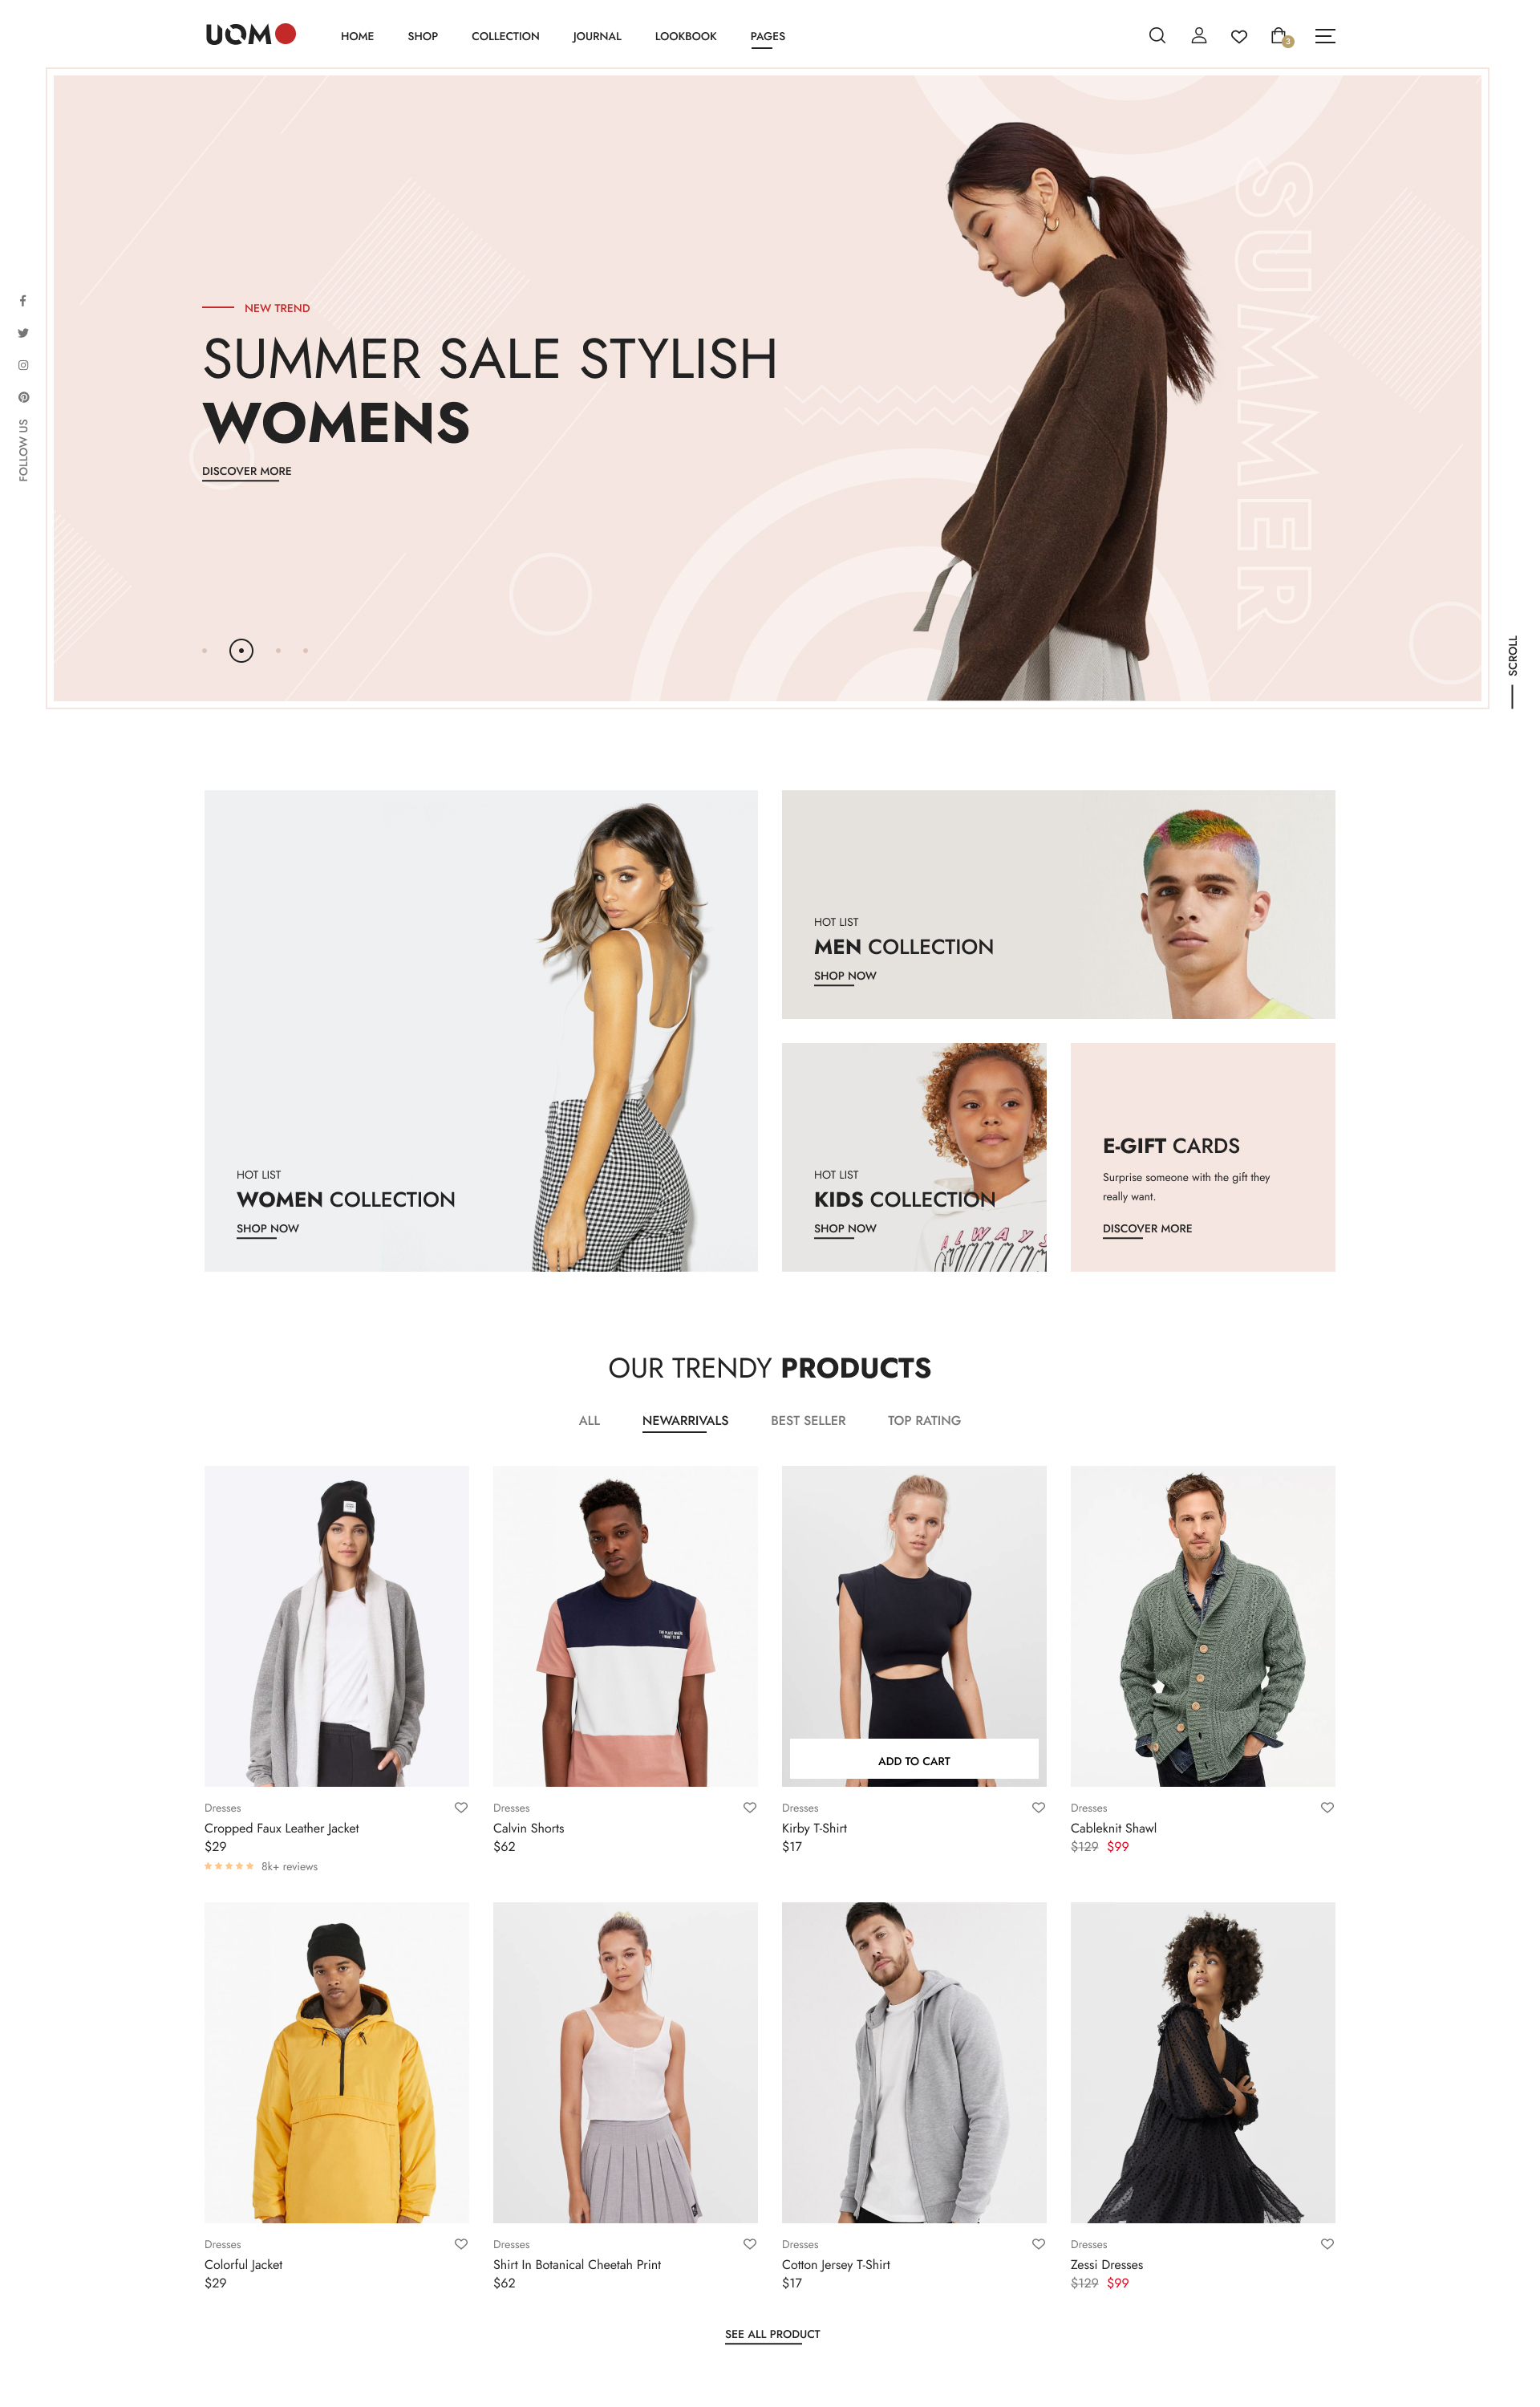 UOMO
HOME
SHOP
COLLECTION
JOURNAL
LOOKBOOK
PAGES
3
NEW TREND
SUMMER SALE STYLISH
WOMENS
DISCOVER MORE
SUMMER
FOLLOW US
SCROLL
HOT LIST
WOMEN COLLECTION
SHOP NOW
HOT LIST
MEN COLLECTION
SHOP NOW
HOT LIST
KIDS COLLECTION
SHOP NOW
ALWAYS
E-GIFT CARDS
Surprise someone with the gift they
really want.
DISCOVER MORE
OUR TRENDY PRODUCTS
ALL
NEWARRIVALS
BEST SELLER
TOP RATING
ADD TO CART
Dresses
Cropped Faux Leather Jacket
$29
8k+ reviews
Dresses
Calvin Shorts
$62
Dresses
Kirby T-Shirt
$17
Dresses
Cableknit Shawl
$129 $99
Dresses
Colorful Jacket
$29
Dresses
Shirt In Botanical Cheetah Print
$62
Dresses
Cotton Jersey T-Shirt
$17
Dresses
Zessi Dresses
$129 $99
SEE ALL PRODUCT